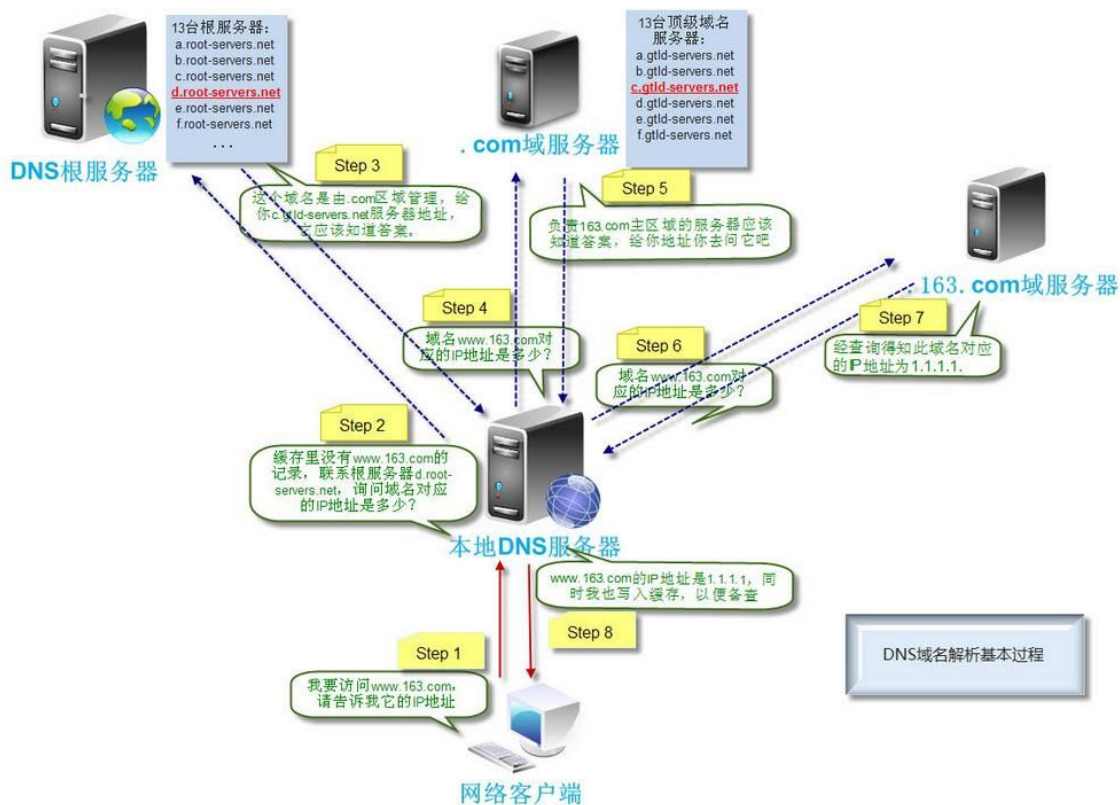 13台根服务器：
a.root-servers.net
b.root-servers.net
c.root-servers.net
d.root-servers.net
e.root-servers.net
f.root-servers.net
...
DNS根服务器
13台顶级域名
服务器：
a.gtld-servers.net
b.gtld-servers.net
c.gtld-servers.net
d.gtld-servers.net
e.gtld-servers.net
f.gtld-servers.net
.com域服务器
Step 3
这个域名是由.com区域管理，给
你c.gtld-servers.net服务器地址，
它应该知道答案。
Step 5
负责163.com主区域的服务器应该
知道答案，给你地址你去问它吧
.163.com域服务器
Step 4
域名www.163.com对
应的IP地址是多少？
Step 6
域名www.163.com对
应的IP地址是多少？
Step 7
经查询得知此域名对应
的IP地址为1.1.1.1.
Step 2
缓存里没有www.163.com的
记录，联系根服务器d.root-
servers.net，询问域名对应
的IP地址是多少？
本地DNS服务器
www.163.com的IP地址是1.1.1.1，同
时我也写入缓存，以便备查
Step 8
Step 1
我要访问www.163.com，
请告诉我它的IP地址
网络客户端
DNS域名解析基本过程